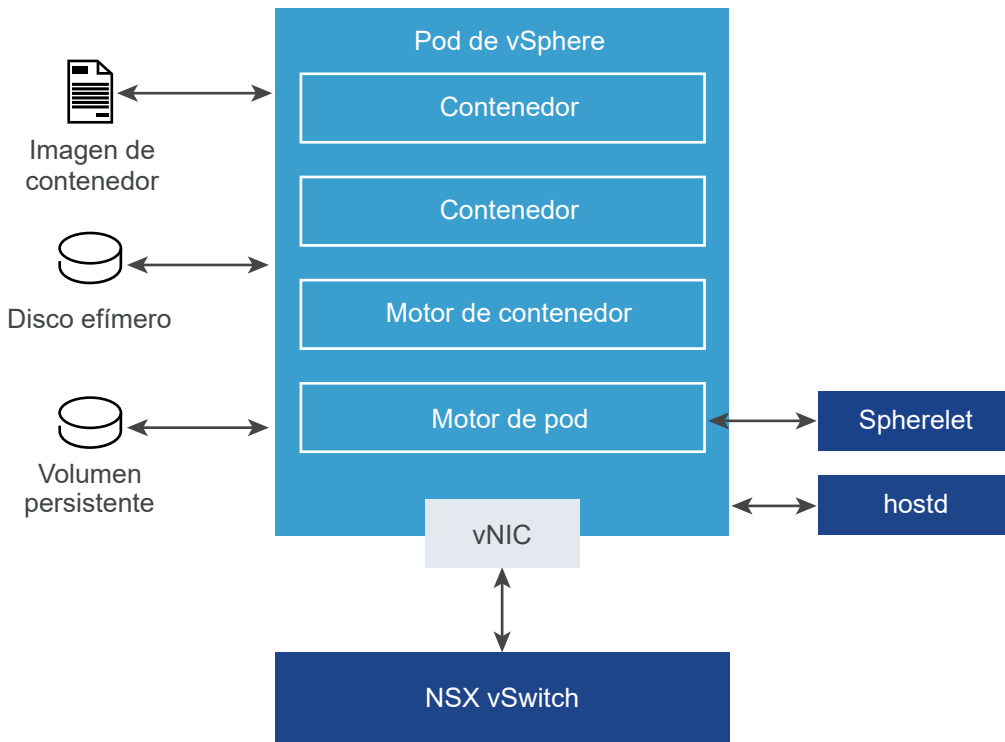 Pod de vSphere
Contenedor
Imagen de
contenedor
Contenedor
Disco efímero
Motor de contenedor
Motor de pod
Spherelet
Volumen
persistente
hostd
vNIC
NSX vSwitch